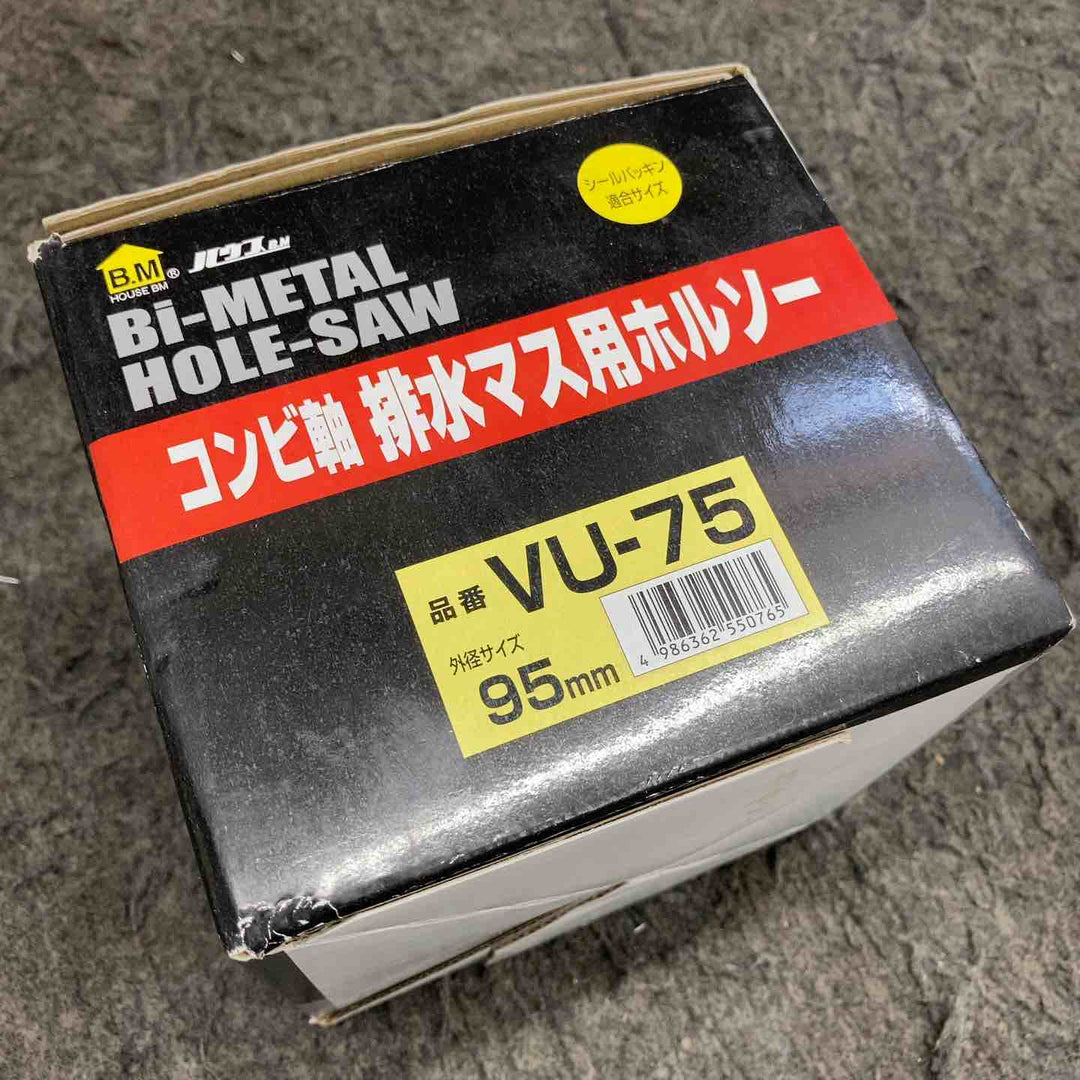 シールパッキン
適合サイズ
B.M
HOUSE BM
®
ハウスB.M
Bi-METAL
HOLE-SAW
コンビ軸 排水マス用ホルソー
品番 VU-75
外径サイズ
95mm
4 986362 550765